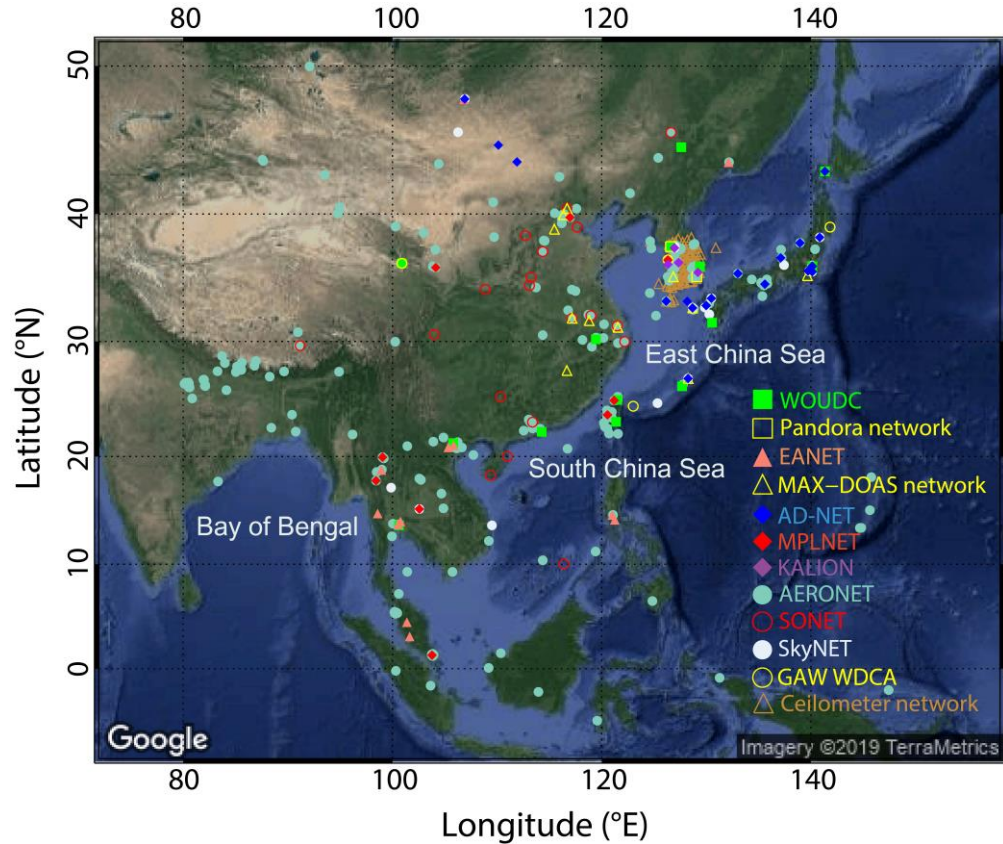 80 100 120 140
50
40
30
20
10
0
Latitude (°N)
East China Sea
South China Sea
Bay of Bengal
WOUDC
Pandora network
EANET
MAX–DOAS network
AD-NET
MPLNET
KALION
AERONET
SONET
SkyNET
GAW WDCA
Ceilometer network
Google
Imagery ©2019 TerraMetrics
80 100 120 140
Longitude (°E)